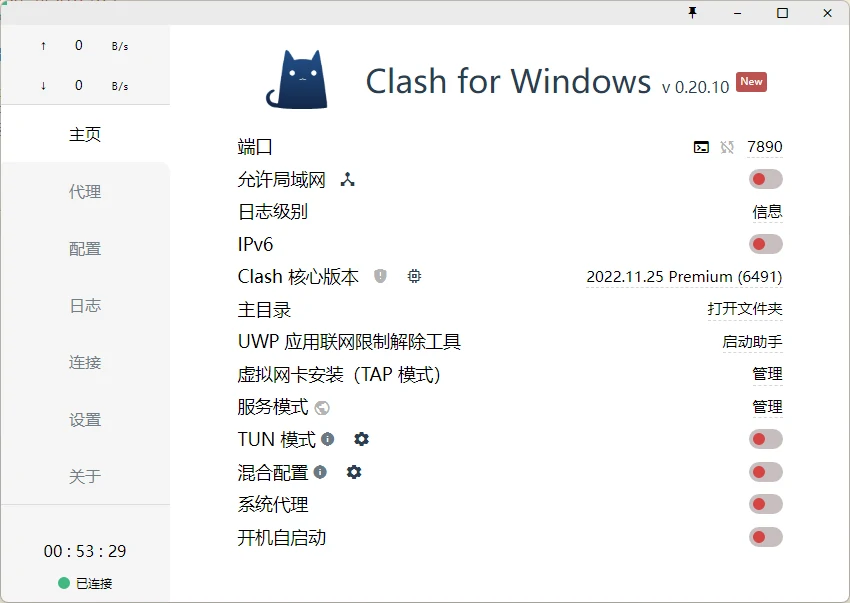 ↑ 0 B/s
↓ 0 B/s
主页
代理
配置
日志
连接
设置
关于
00 : 53 : 29
已连接
Clash for Windows v 0.20.10 New
端口 7890
允许局域网
日志级别 信息
IPv6
Clash 核心版本 2022.11.25 Premium (6491)
主目录 打开文件夹
UWP 应用联网限制解除工具 启动助手
虚拟网卡安装（TAP 模式） 管理
服务模式 管理
TUN 模式
混合配置
系统代理
开机自启动